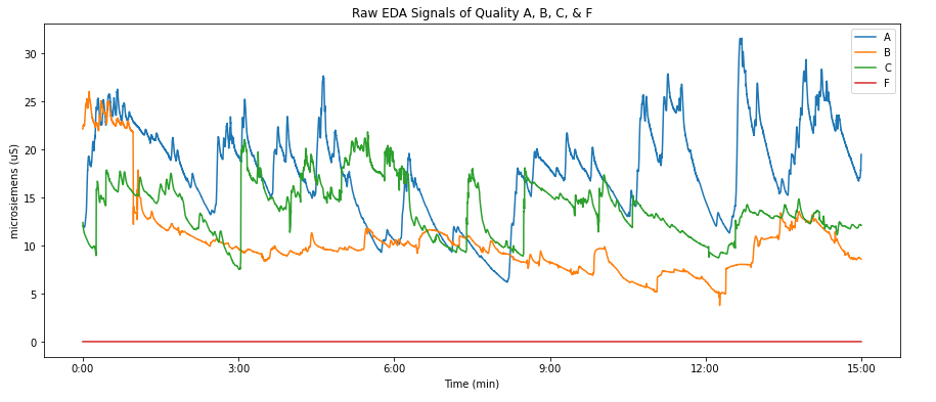 Raw EDA Signals of Quality A, B, C, & F
A
B
C
F
microsiemens (uS)
30
25
20
15
10
5
0
0:00
3:00
6:00
9:00
12:00
15:00
Time (min)